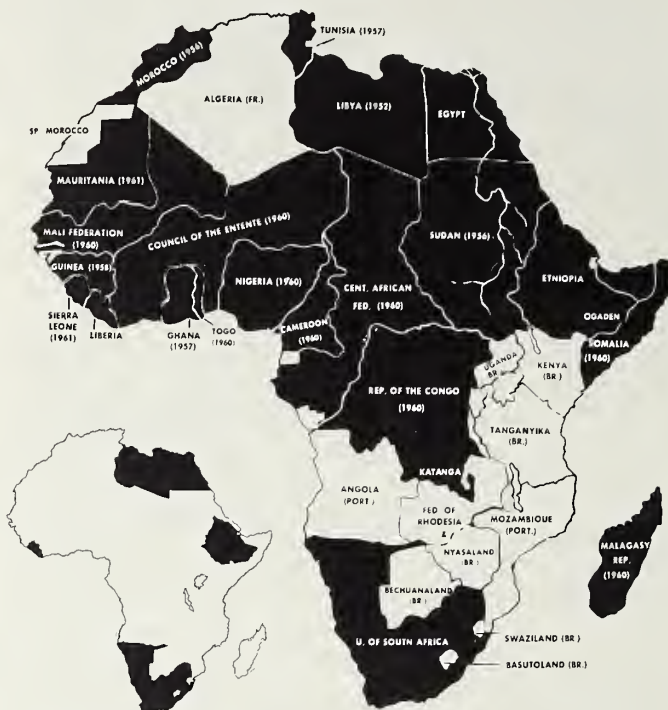 TUNISIA (1957)
MOROCCO (1956)
ALGERIA (FR.)
LIBYA (1952)
EGYPT
SP. MOROCCO
MAURITANIA (1961)
MALI FEDERATION
(1960)
COUNCIL OF THE ENTENTE (1960)
SUDAN (1956)
GUINEA (1958)
NIGERIA (1960)
CENT. AFRICAN
FED. (1960)
ETHIOPIA
OGADEN
SIERRA
LEONE
(1961)
LIBERIA
GHANA
(1957)
TOGO
(1960)
CAMEROON
(1960)
SOMALIA
(1960)
UGANDA
BR.
KENYA
(BR.)
REP. OF THE CONGO
(1960)
TANGANYIKA
(BR.)
KATANGA
ANGOLA
(PORT.)
FED OF
RHODESIA
&
NYASALAND
(BR.)
MOZAMBIQUE
(PORT.)
MALAGASY
REP.
(1960)
BECHUANALAND
(BR.)
U. OF SOUTH AFRICA
SWAZILAND (BR.)
BASUTOLAND (BR.)